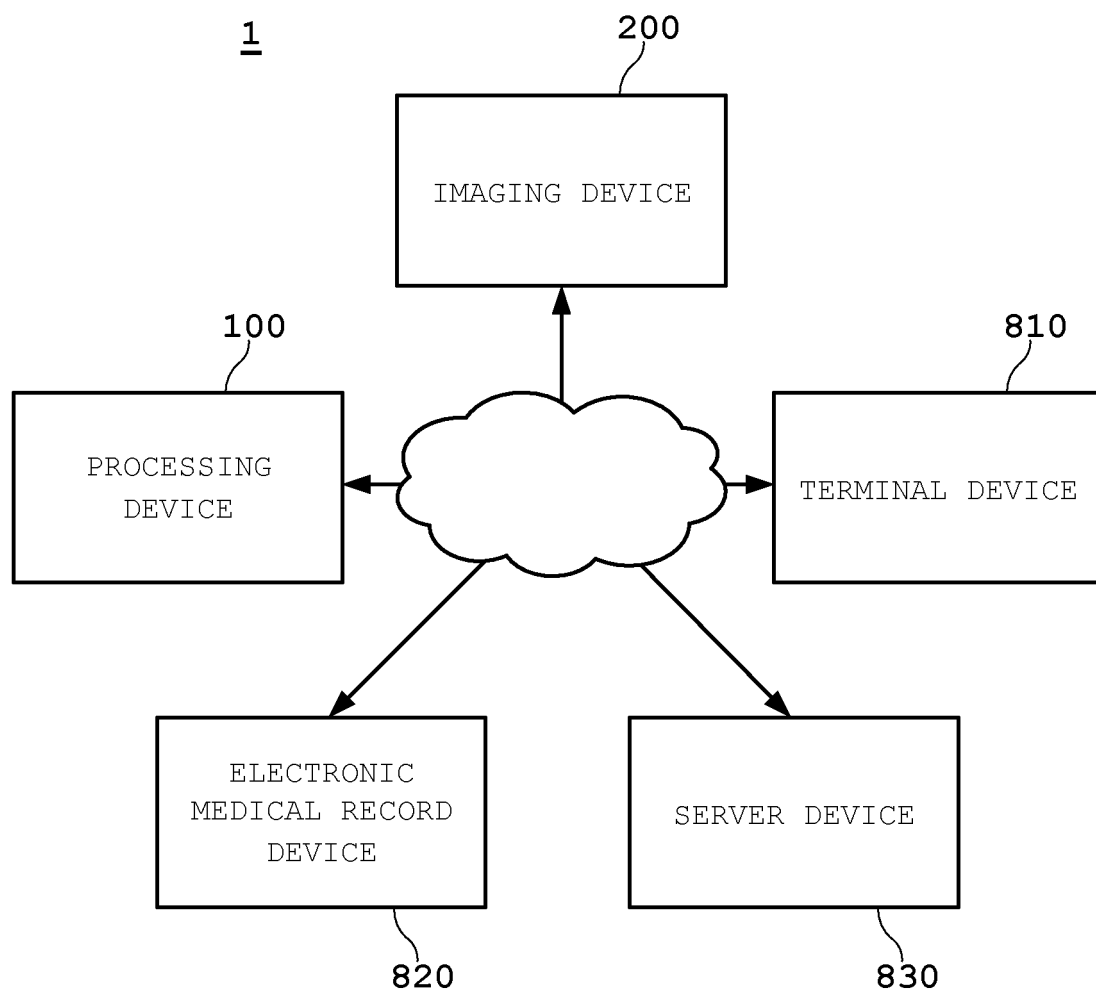 1
200
IMAGING DEVICE
100
810
PROCESSING
DEVICE
TERMINAL DEVICE
ELECTRONIC
MEDICAL RECORD
DEVICE
SERVER DEVICE
820
830